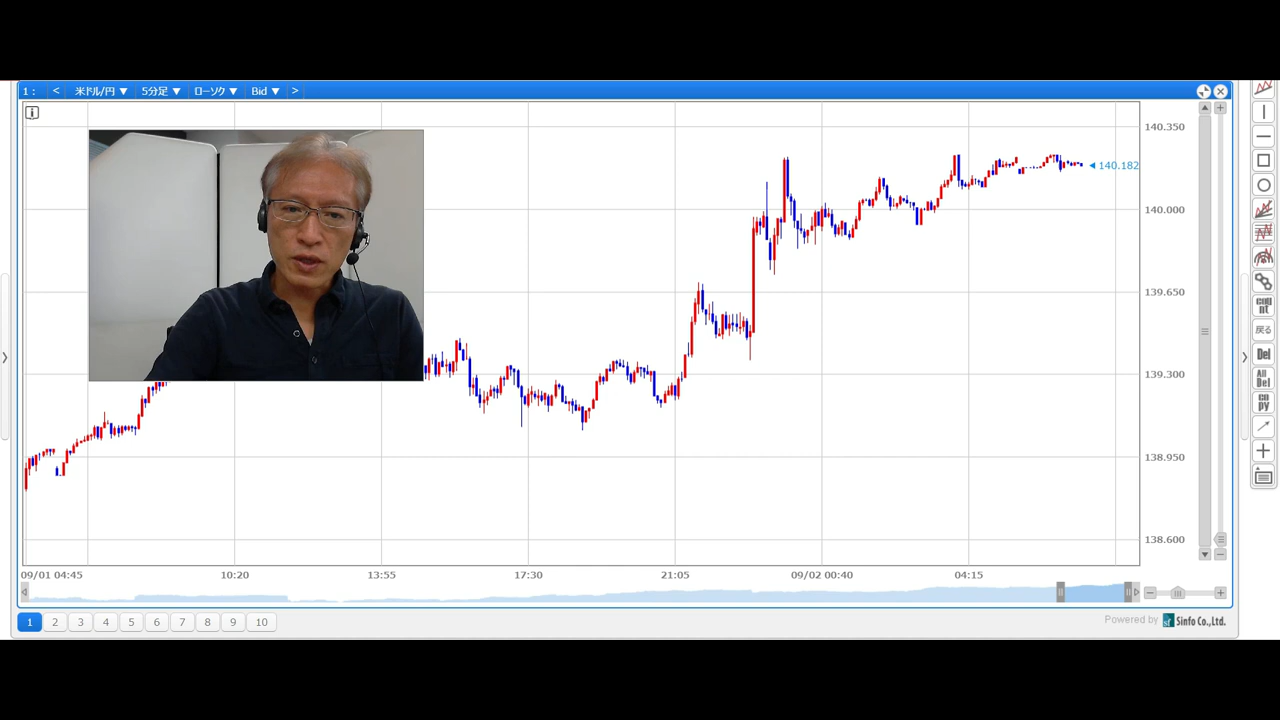 1 : < 米ドル/円 ▼ 5分足 ▼ ローソク ▼ Bid ▼ >
i
140.350
140.182
140.000
139.650
139.300
138.950
138.600
09/01 04:45 10:20 13:55 17:30 21:05 09/02 00:40 04:15
1 2 3 4 5 6 7 8 9 10
Powered by Sinfo Co.,Ltd.
cou
nt
戻る
Del
All
Del
co
py